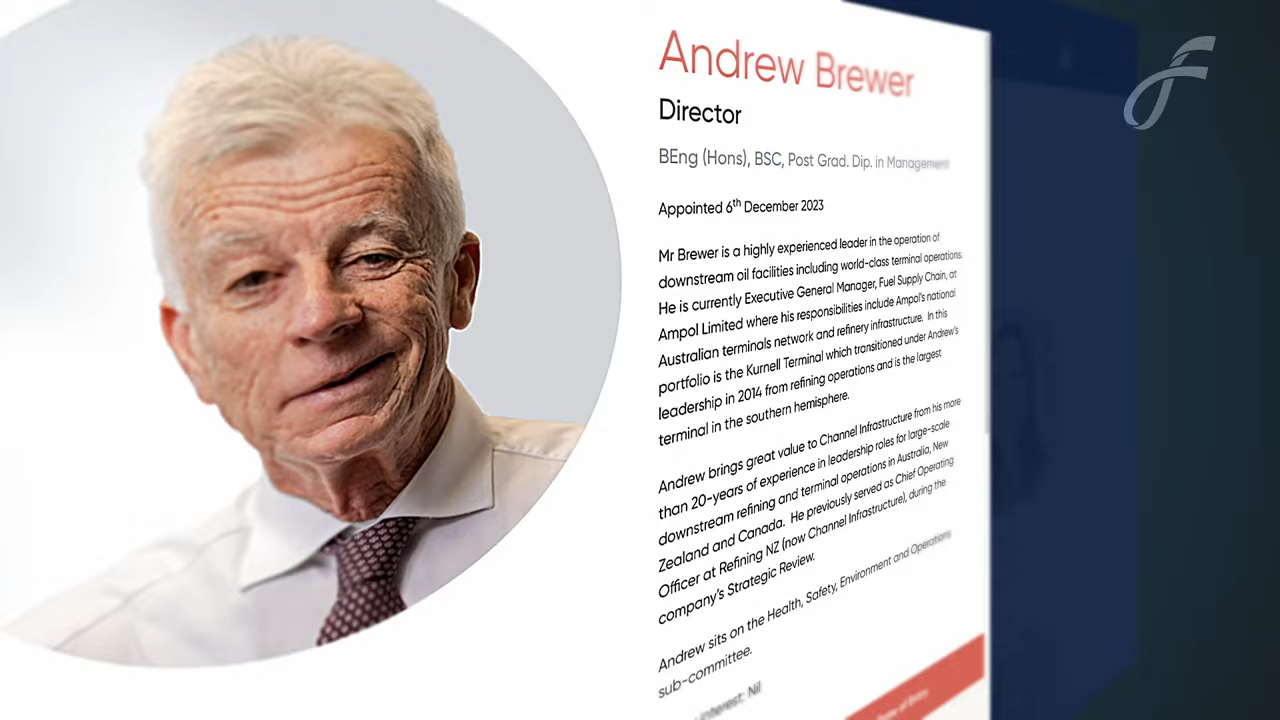 Andrew Brewer
Director
BEng (Hons), BSC, Post Grad. Dip. in Management
Appointed 6th December 2023
Mr Brewer is a highly experienced leader in the operation of
downstream oil facilities including world-class terminal operations.
He is currently Executive General Manager, Fuel Supply Chain, at
Ampol Limited where his responsibilities include Ampol's national
Australian terminals network and refinery infrastructure. In this
portfolio is the Kurnell Terminal which transitioned under Andrew's
leadership in 2014 from refining operations and is the largest
terminal in the southern hemisphere.
Andrew brings great value to Channel Infrastructure from his more
than 20-years of experience in leadership roles for large-scale
downstream refining and terminal operations in Australia, New
Zealand and Canada. He previously served as Chief Operating
Officer at Refining NZ (now Channel Infrastructure), during the
company's Strategic Review.
Andrew sits on the Health, Safety, Environment and Operations
sub-committee.
interest: Nil